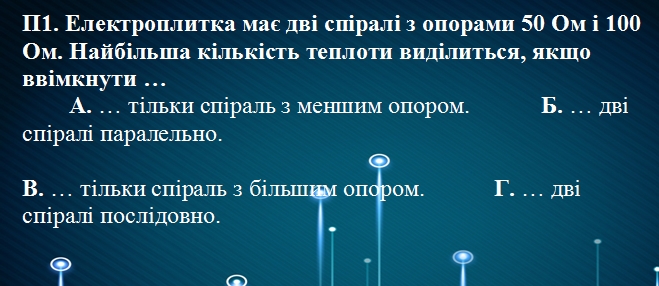 П1. Електроплитка має дві спіралі з опорами 50 Ом і 100
Ом. Найбільша кількість теплоти виділиться, якщо
ввімкнути …
А. … тільки спіраль з меншим опором. Б. … дві
спіралі паралельно.
В. … тільки спіраль з більшим опором. Г. … дві
спіралі послідовно.